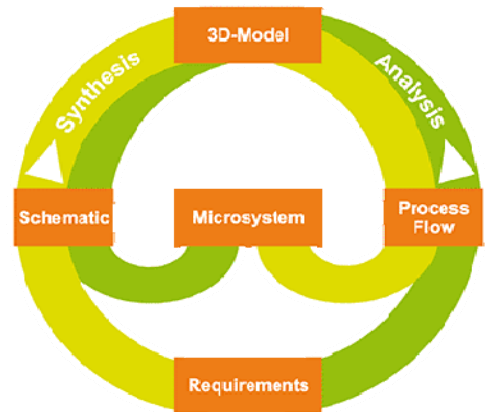 3D-Model
Synthesis
Analysis
Schematic
Microsystem
Process
Flow
Requirements